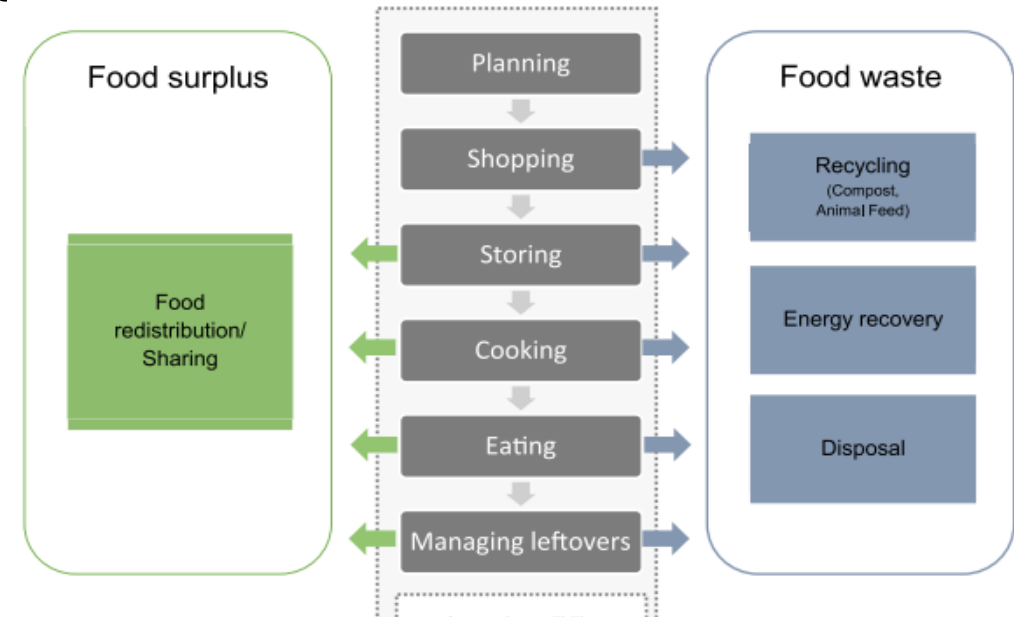 Food surplus
Food
redistribution/
Sharing
Planning
Shopping
Storing
Cooking
Eating
Managing leftovers
Food waste
Recycling
(Compost,
Animal Feed)
Energy recovery
Disposal